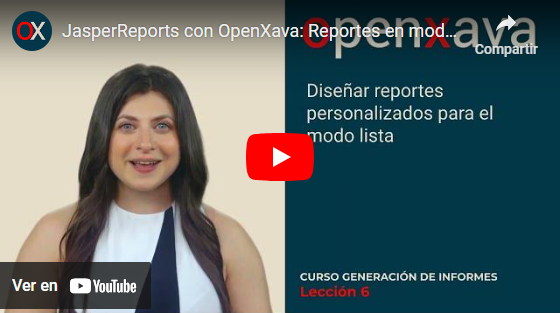 OX
JasperReports con OpenXava: Reportes en mod...
openxava
Compartir
Diseñar reportes
personalizados para el
modo lista
CURSO GENERACIÓN DE INFORMES
Lección 6
Ver en YouTube